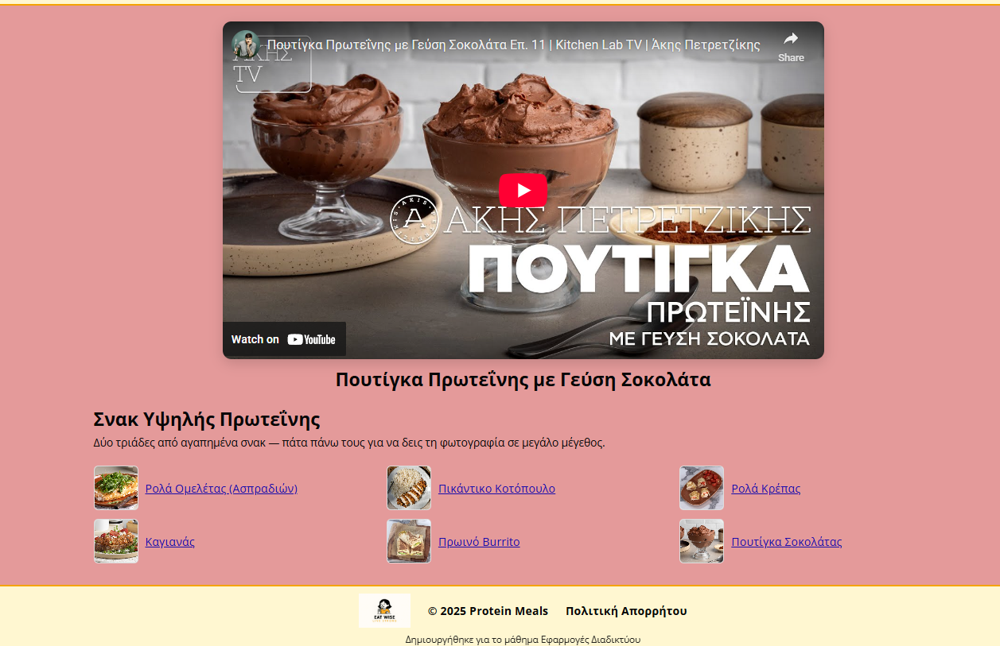 Πουτίγκα Πρωτεΐνης με Γεύση Σοκολάτα Επ. 11 | Kitchen Lab TV | Άκης Πετρετζίκης
Share
ΑΚΗΣ
TV
AKIS PETRETZIKIS
ΑΚΗΣ ΠΕΤΡΕΤΖΙΚΗΣ
ΠΟΥΤΙΓΚΑ
ΠΡΩΤΕΪΝΗΣ
ΜΕ ΓΕΥΣΗ ΣΟΚΟΛΑΤΑ
Watch on YouTube
Πουτίγκα Πρωτεΐνης με Γεύση Σοκολάτα
Σνακ Υψηλής Πρωτεΐνης
Δύο τριάδες από αγαπημένα σνακ — πάτα πάνω τους για να δεις τη φωτογραφία σε μεγάλο μέγεθος.
Ρολά Ομελέτας (Ασπραδιών)
Πικάντικο Κοτόπουλο
Ρολά Κρέπας
Καγιανάς
Πρωινό Burrito
Πουτίγκα Σοκολάτας
EAT WISE
© 2025 Protein Meals
Πολιτική Απορρήτου
Δημιουργήθηκε για το μάθημα Εφαρμογές Διαδικτύου